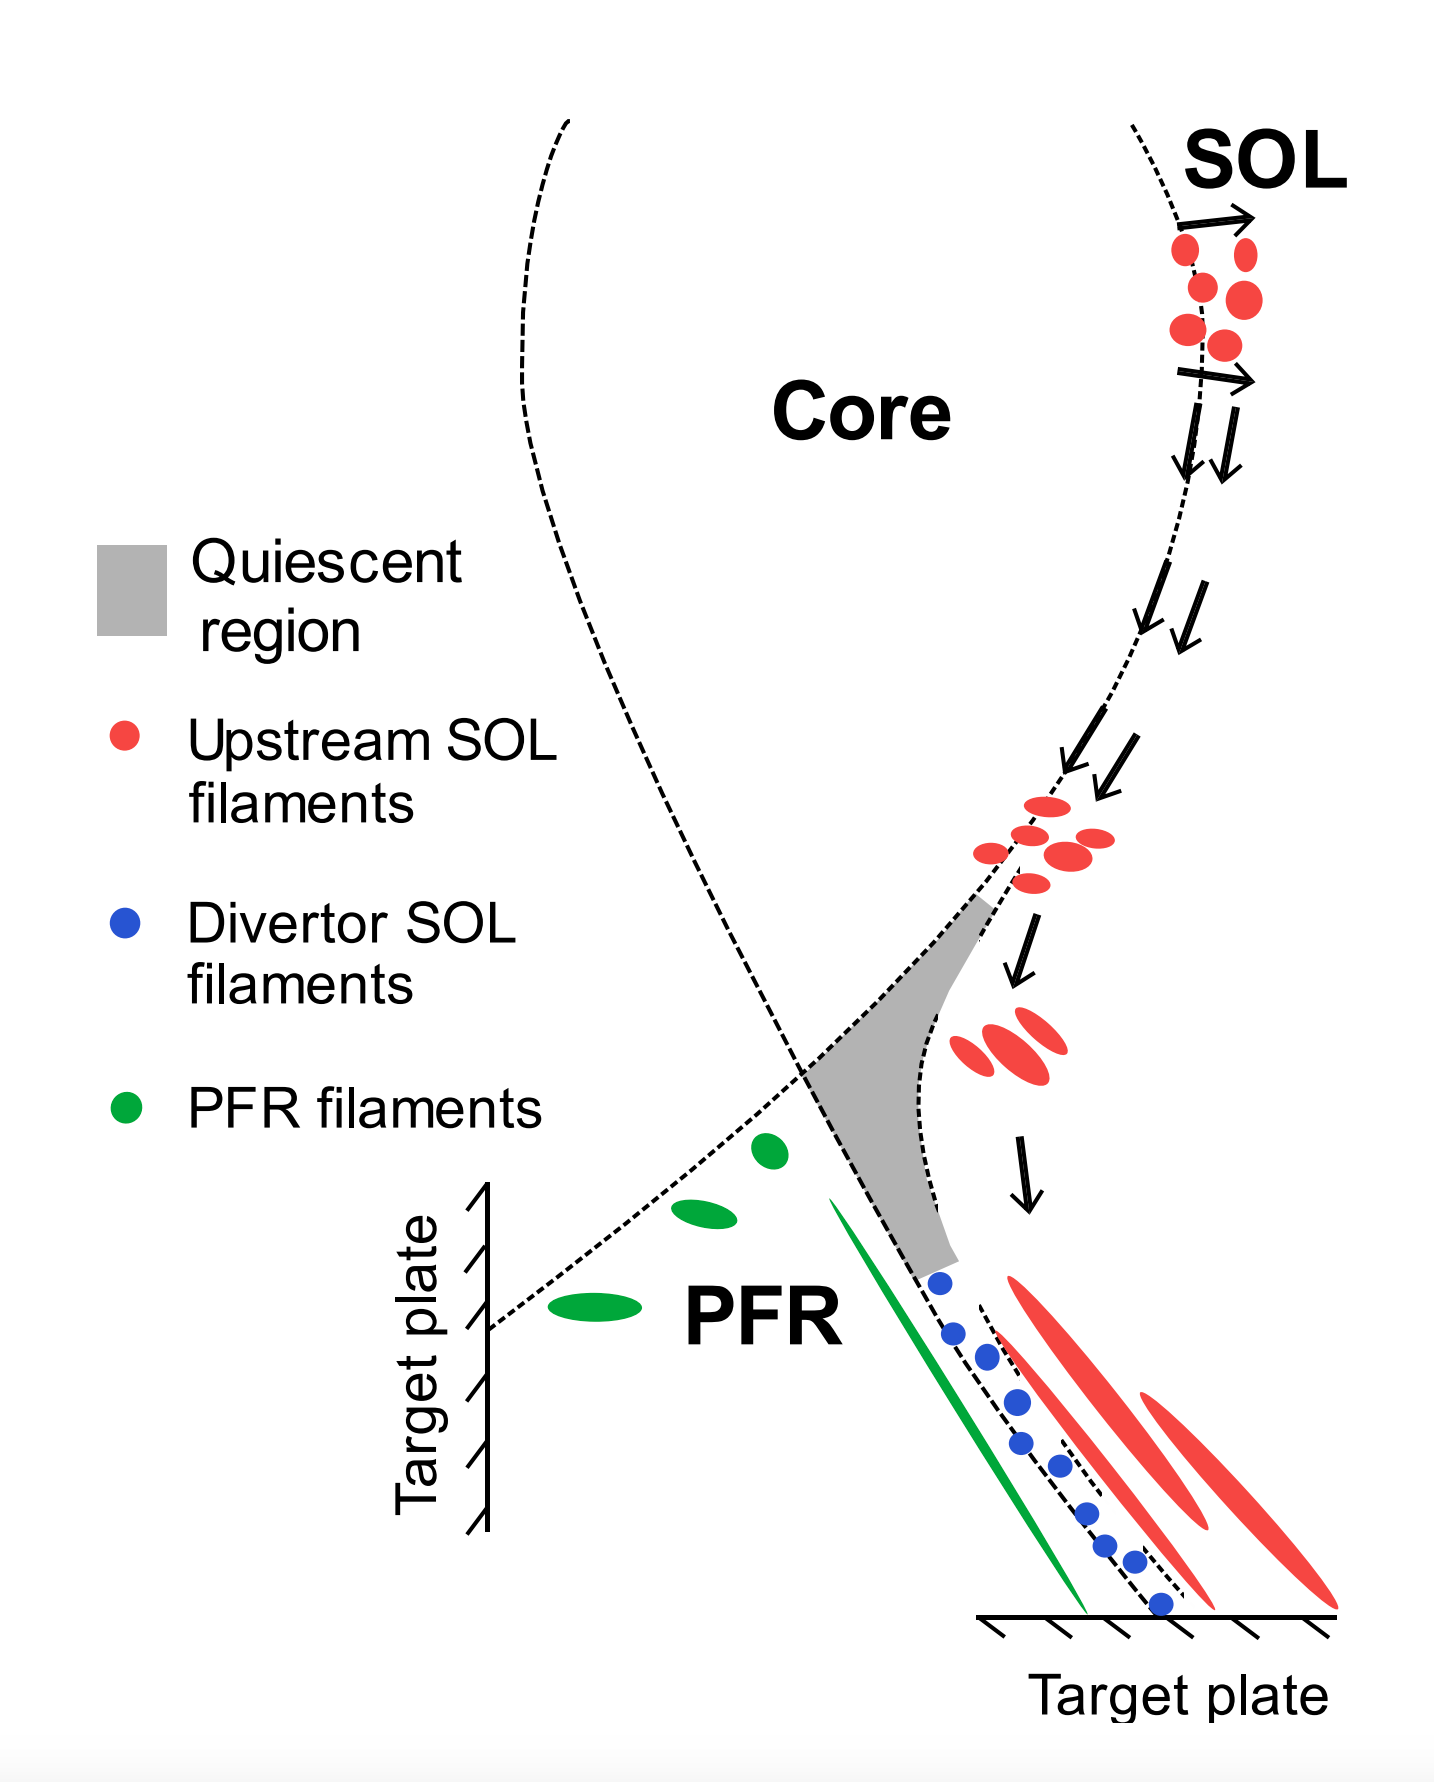 SOL
Core
Quiescent
region
Upstream SOL
filaments
Divertor SOL
filaments
PFR filaments
Target plate
PFR
Target plate